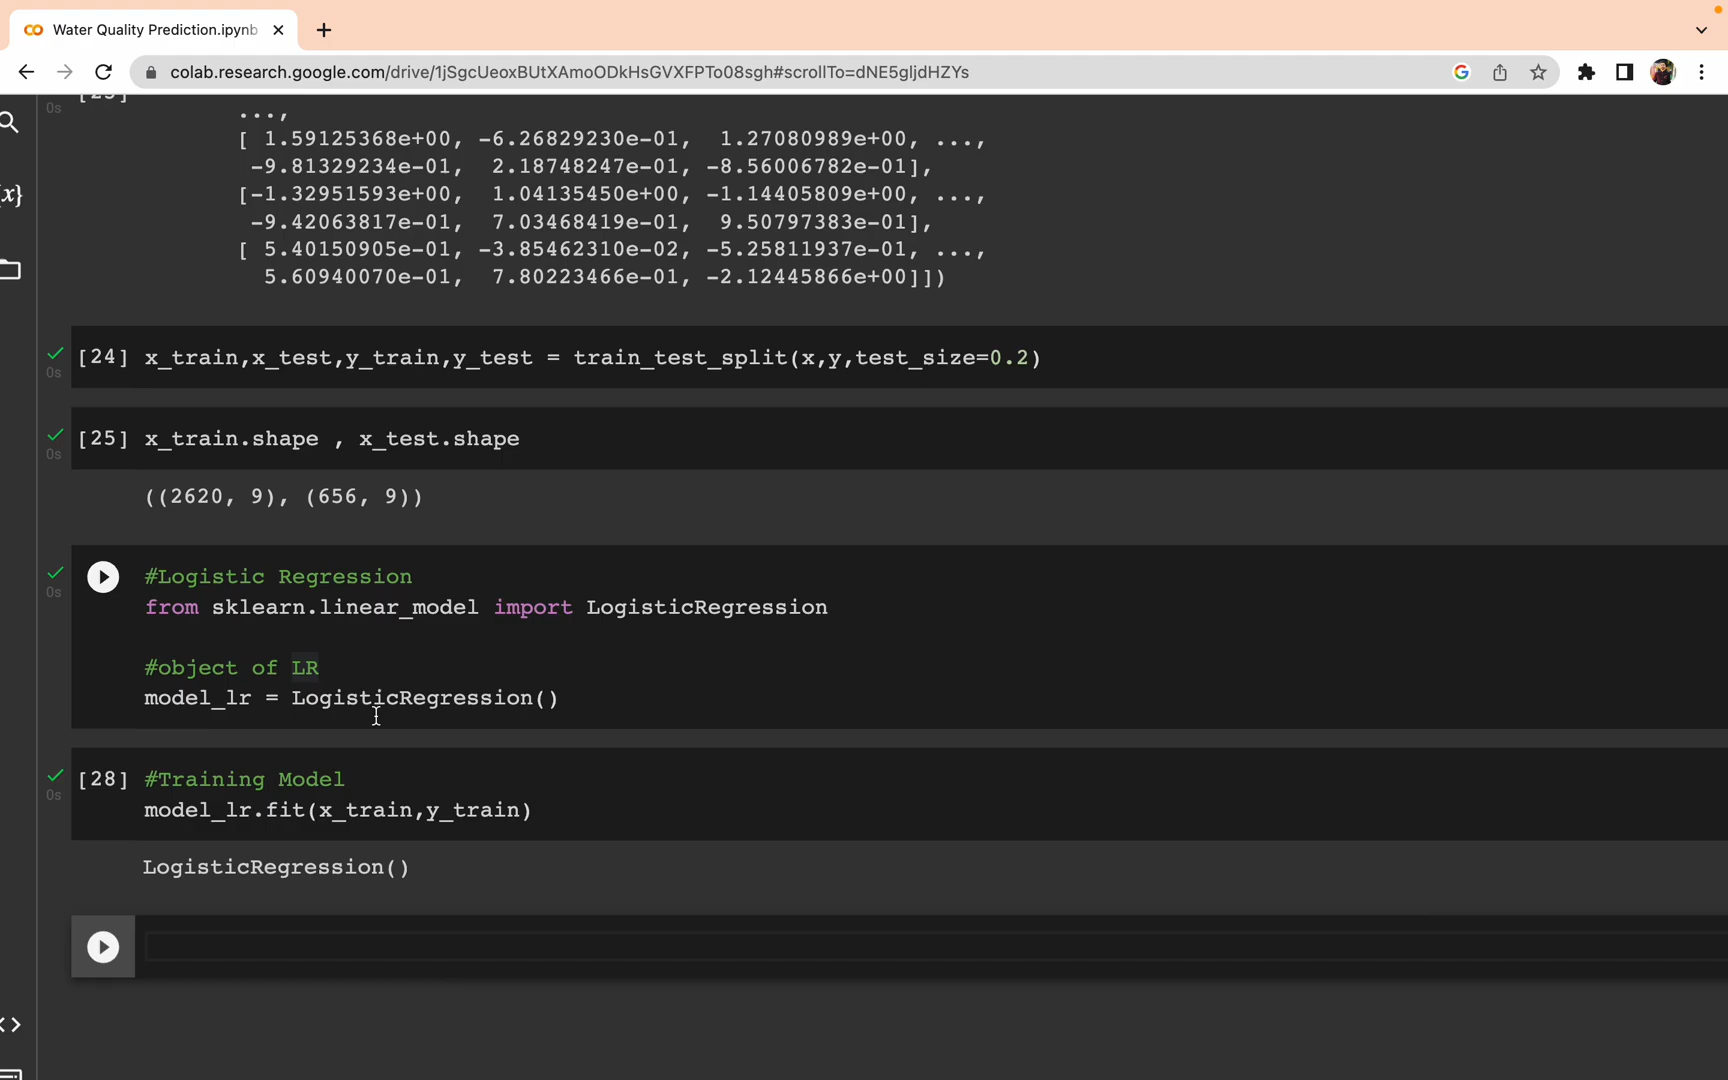 Water Quality Prediction.ipynb
colab.research.google.com/drive/1jSgcUeoxBUtXAmoODkHsGVXFPTo08sgh#scrollTo=dNE5gljdHZYs
0s
...,
[ 1.59125368e+00, -6.26829230e-01, 1.27080989e+00, ...,
-9.81329234e-01, 2.18748247e-01, -8.56006782e-01],
[-1.32951593e+00, 1.04135450e+00, -1.14405809e+00, ...,
-9.42063817e-01, 7.03468419e-01, 9.50797383e-01],
[ 5.40150905e-01, -3.85462310e-02, -5.25811937e-01, ...,
5.60940070e-01, 7.80223466e-01, -2.12445866e+00]])
[24] x_train,x_test,y_train,y_test = train_test_split(x,y,test_size=0.2)
0s
[25] x_train.shape , x_test.shape
0s
((2620, 9), (656, 9))
#Logistic Regression
0s
from sklearn.linear_model import LogisticRegression
#object of LR
model_lr = LogisticRegression()
[28] #Training Model
0s
model_lr.fit(x_train,y_train)
LogisticRegression()